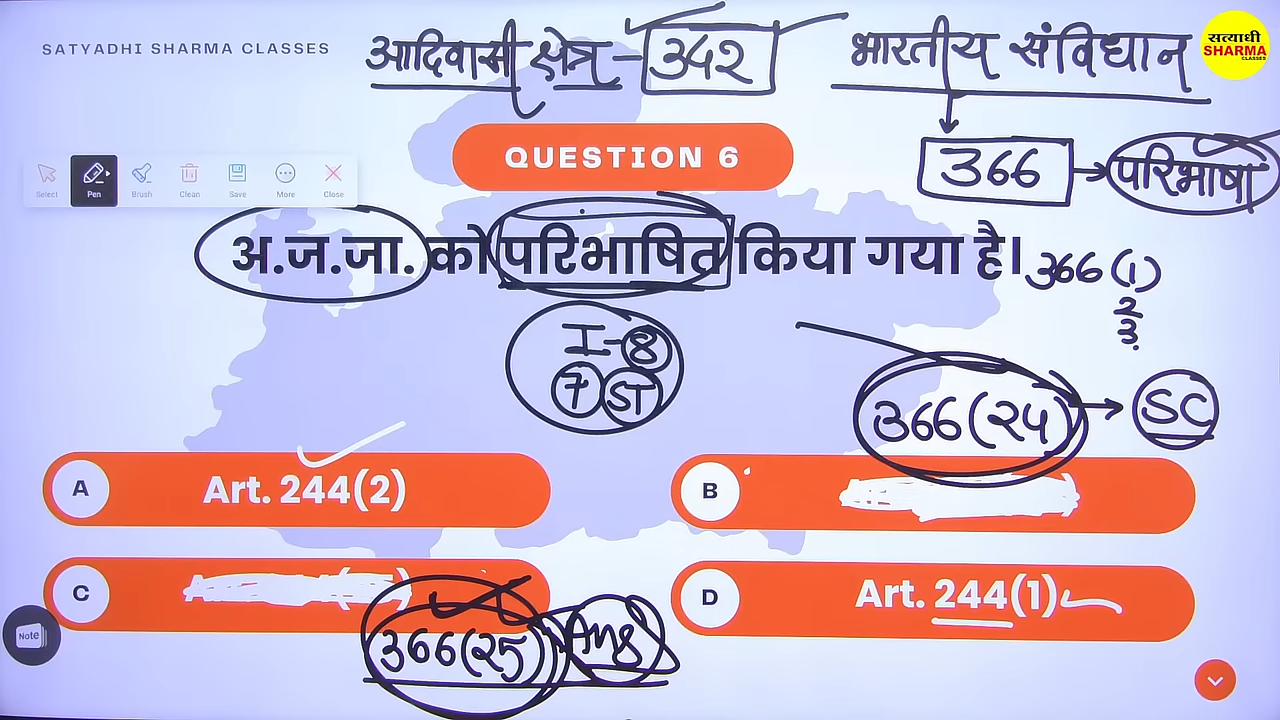 SATYADHI SHARMA CLASSES
आदिवासी क्षेत्र - 342
भारतीय संविधान
सत्याधी
SHARMA
CLASSES
QUESTION 6
366 → परिभाषा
Select Pen Brush Clean Save More Close
अ.ज.जा. को परिभाषित किया गया है।
366 (1)
2
3
I-8
7 ST
366(24) → SC
A Art. 244(2)
B
C
D Art. 244(1)
366(25) Ans
Note